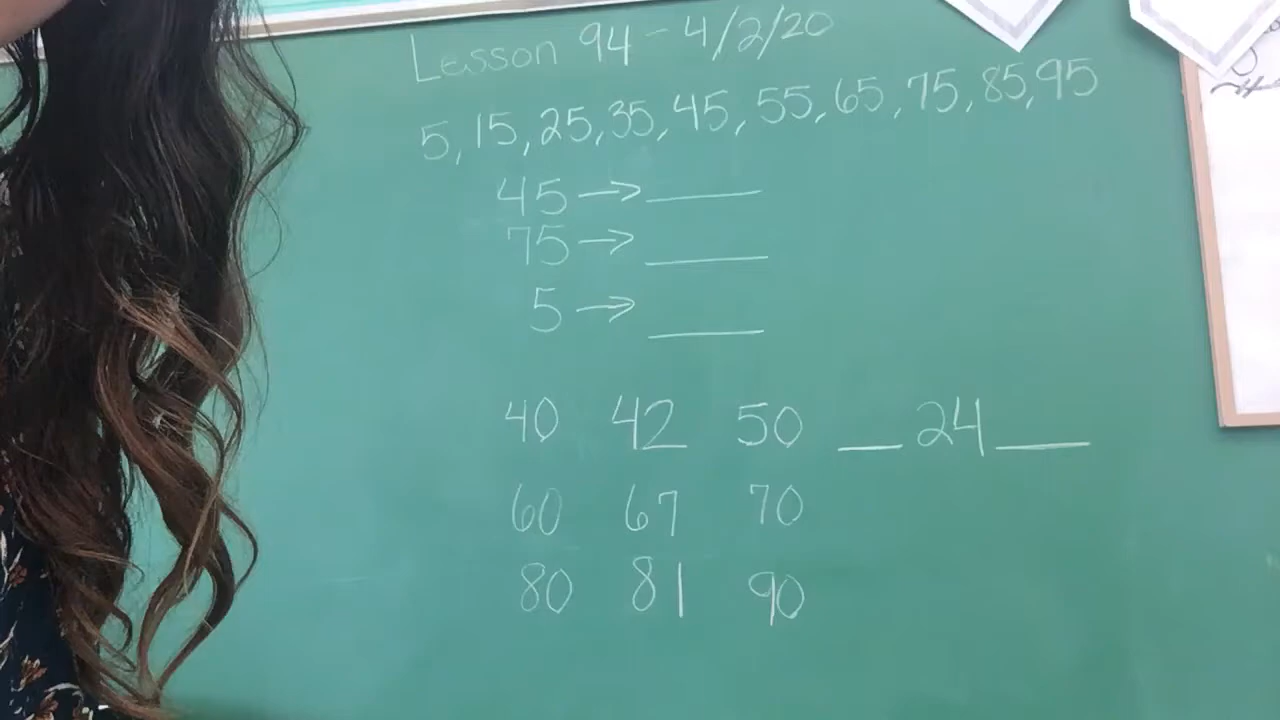 Lesson 94 - 4/2/20
5, 15, 25, 35, 45, 55, 65, 75, 85, 95
45 → ____
75 → ____
5 → ____
40 42 50 __ 24 ____
60 67 70
80 81 90